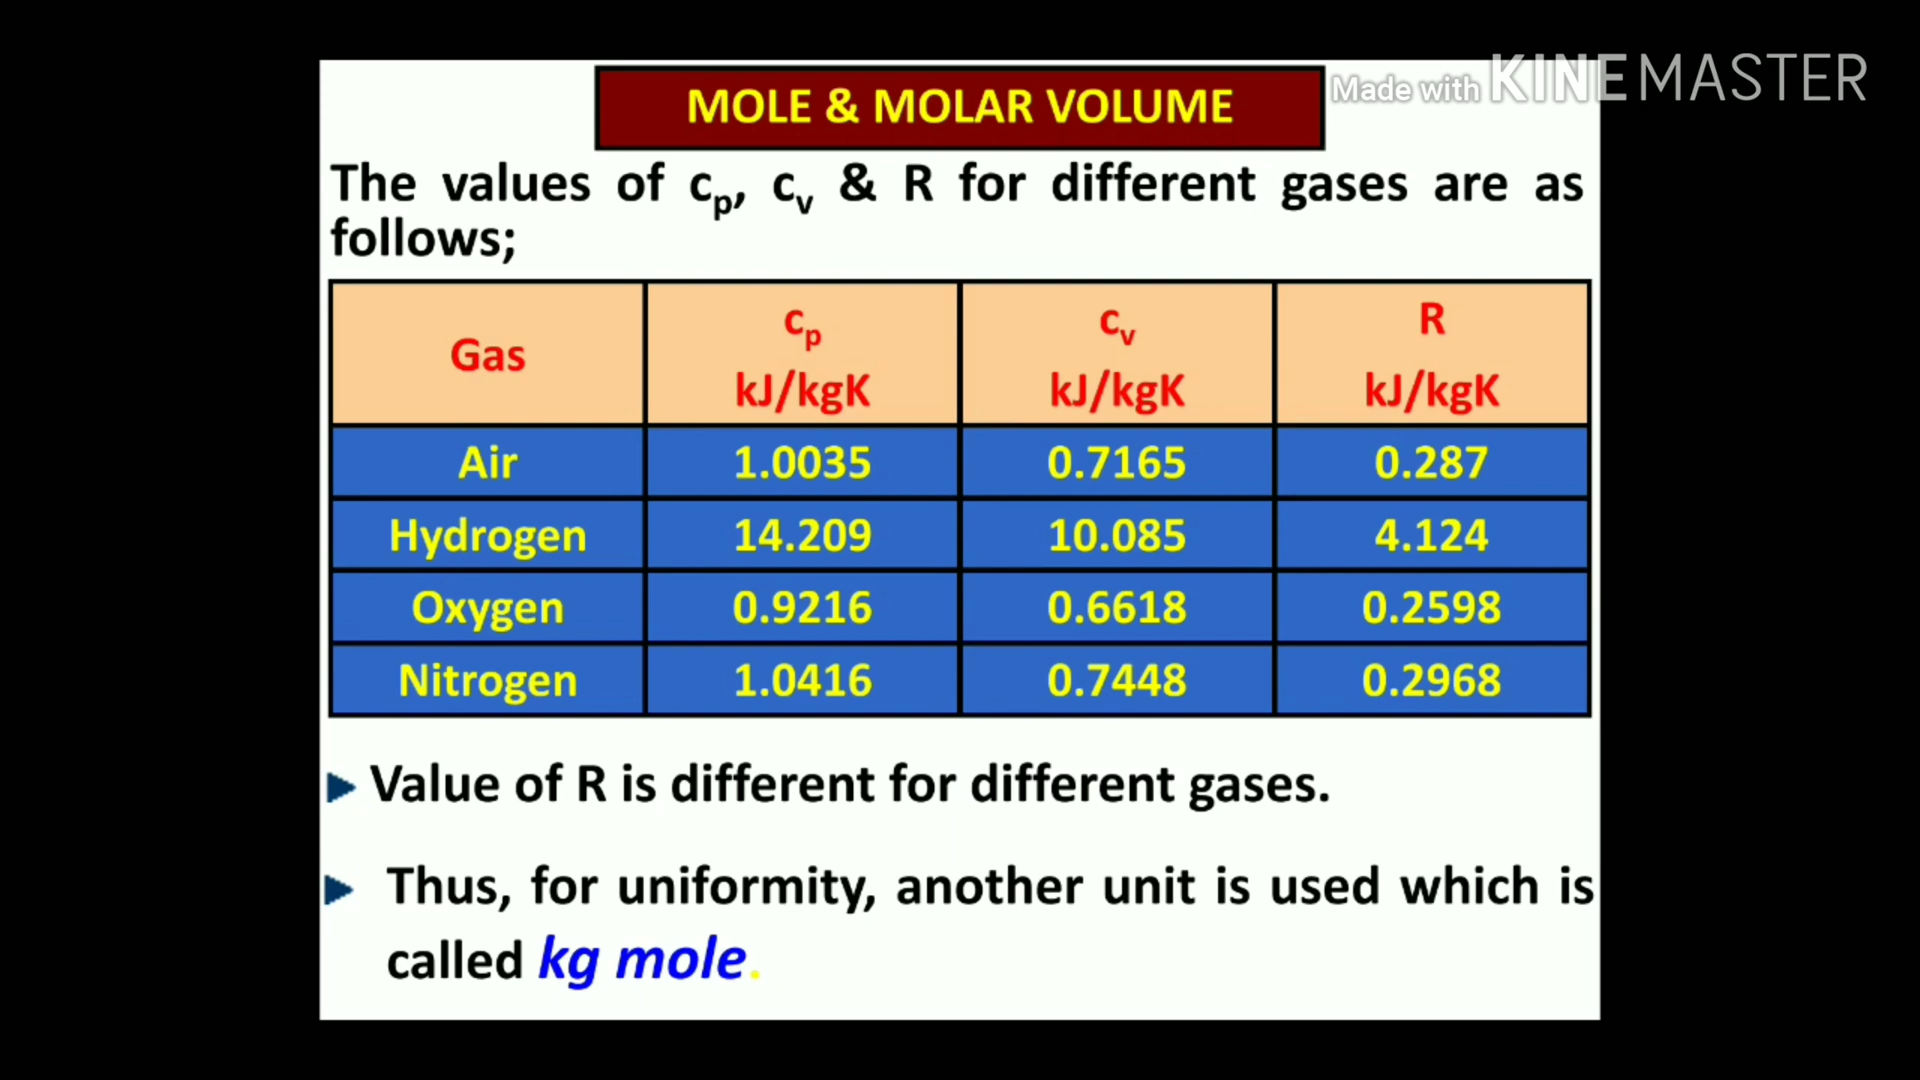 Made with KINEMASTER
MOLE & MOLAR VOLUME
The values of cp, cv & R for different gases are as
follows;
Gas cp kJ/kgK cv kJ/kgK R kJ/kgK
Air 1.0035 0.7165 0.287
Hydrogen 14.209 10.085 4.124
Oxygen 0.9216 0.6618 0.2598
Nitrogen 1.0416 0.7448 0.2968
Value of R is different for different gases.
Thus, for uniformity, another unit is used which is
called kg mole.